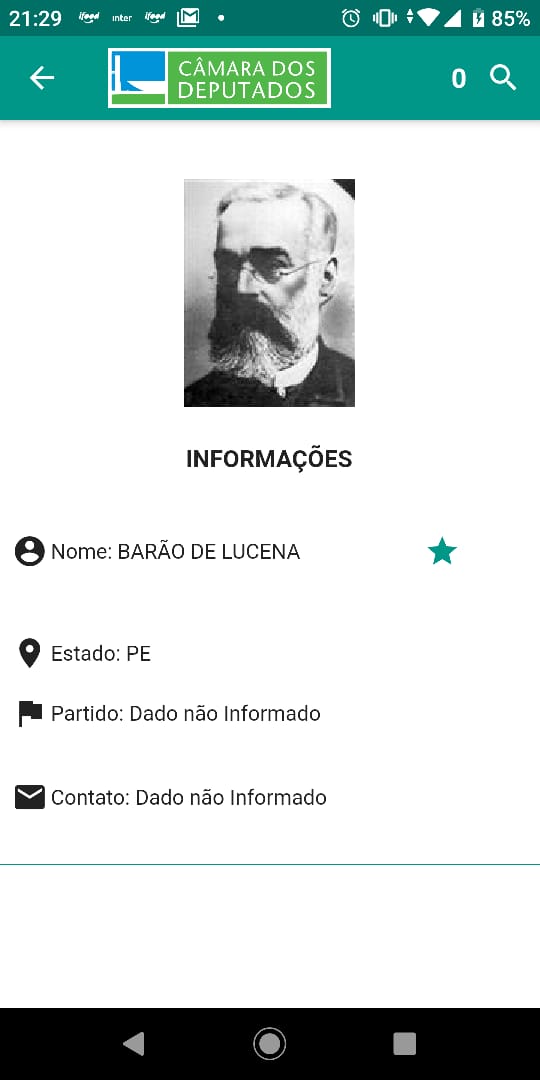 21:29 ifood inter ifood 85%
CÂMARA DOS
DEPUTADOS
0
INFORMAÇÕES
Nome: BARÃO DE LUCENA
Estado: PE
Partido: Dado não Informado
Contato: Dado não Informado